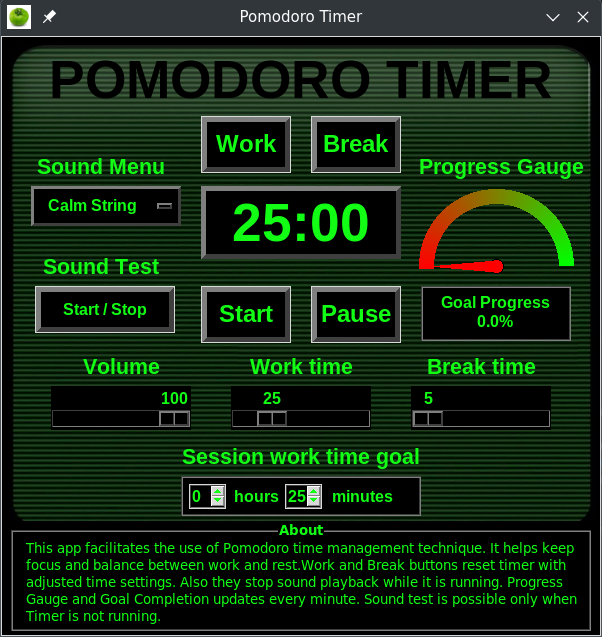 Pomodoro Timer
POMODORO TIMER
Work
Break
Sound Menu
Progress Gauge
Calm String
25:00
Sound Test
Start / Stop
Start
Pause
Goal Progress
0.0%
Volume
Work time
Break time
100
25
5
Session work time goal
0 hours 25 minutes
About
This app facilitates the use of Pomodoro time management technique. It helps keep
focus and balance between work and rest.Work and Break buttons reset timer with
adjusted time settings. Also they stop sound playback while it is running. Progress
Gauge and Goal Completion updates every minute. Sound test is possible only when
Timer is not running.